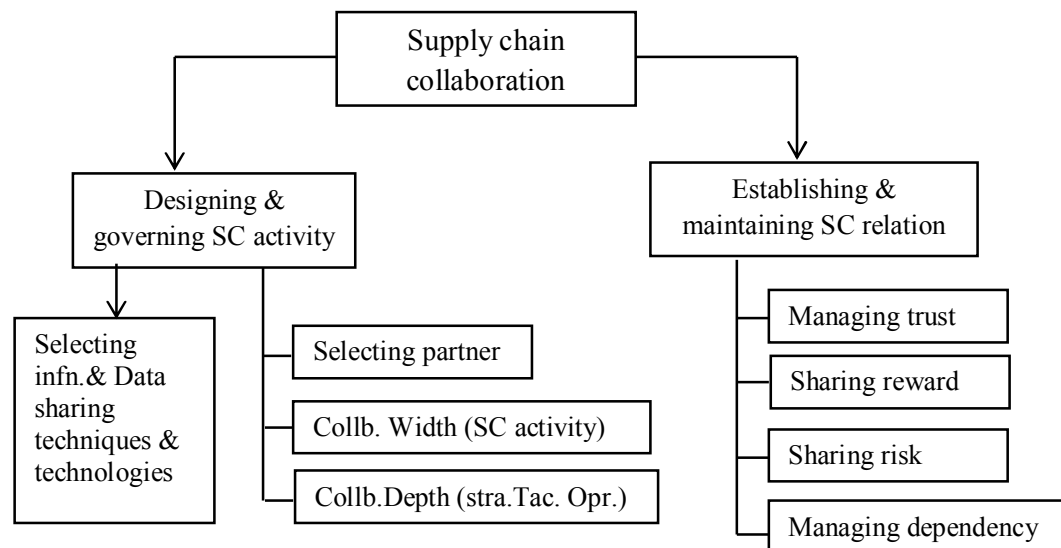 Supply chain
collaboration
Designing &
governing SC activity
Establishing &
maintaining SC relation
Selecting
infn.& Data
sharing
techniques &
technologies
Selecting partner
Collb. Width (SC activity)
Collb.Depth (stra.Tac. Opr.)
Managing trust
Sharing reward
Sharing risk
Managing dependency